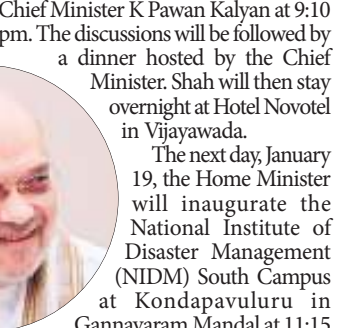 Chief Minister K Pawan Kalyan at 9:10
pm. The discussions will be followed by
a dinner hosted by the Chief
Minister. Shah will then stay
overnight at Hotel Novotel
in Vijayawada.
The next day, January
19, the Home Minister
will inaugurate the
National Institute of
Disaster Management
(NIDM) South Campus
at Kondapavuluru in
Gannavaram Mandal at 11:15